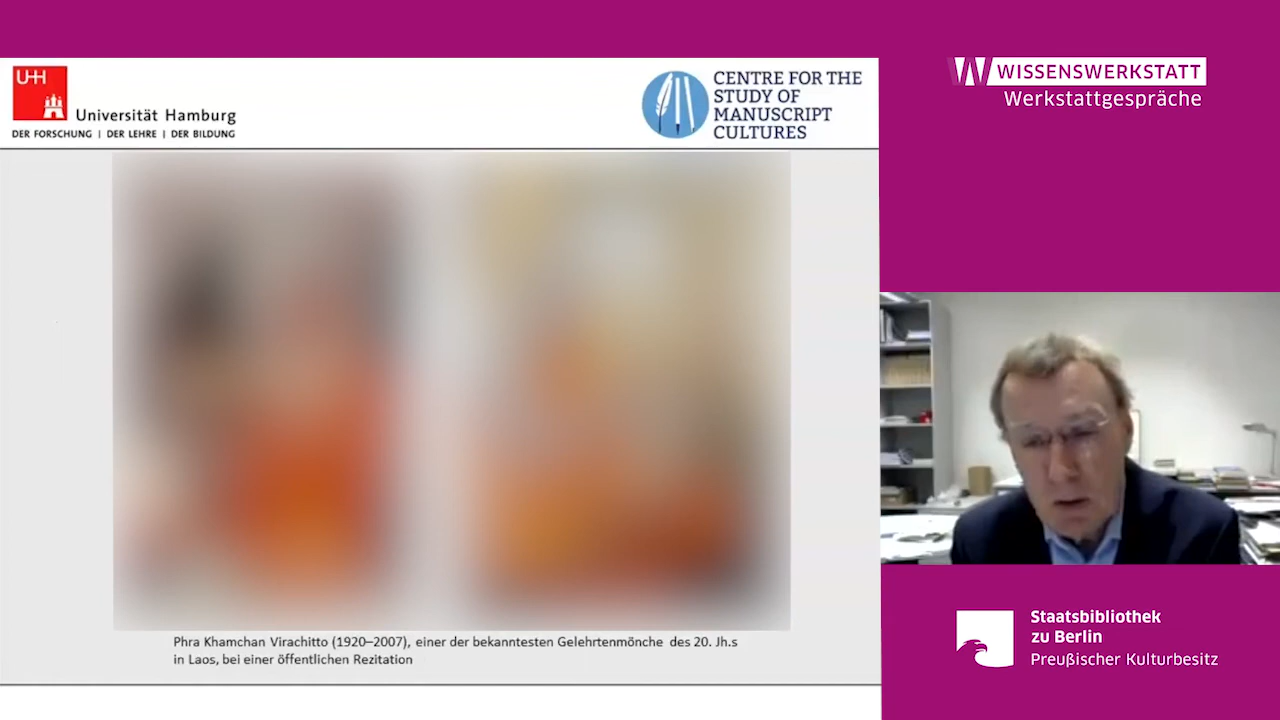 UHH
Universität Hamburg
DER FORSCHUNG | DER LEHRE | DER BILDUNG
CENTRE FOR THE
STUDY OF
MANUSCRIPT
CULTURES
Phra Khamchan Virachitto (1920–2007), einer der bekanntesten Gelehrtenmönche des 20. Jh.s
in Laos, bei einer öffentlichen Rezitation
W WISSENSWERKSTATT
Werkstattgespräche
Staatsbibliothek
zu Berlin
Preußischer Kulturbesitz